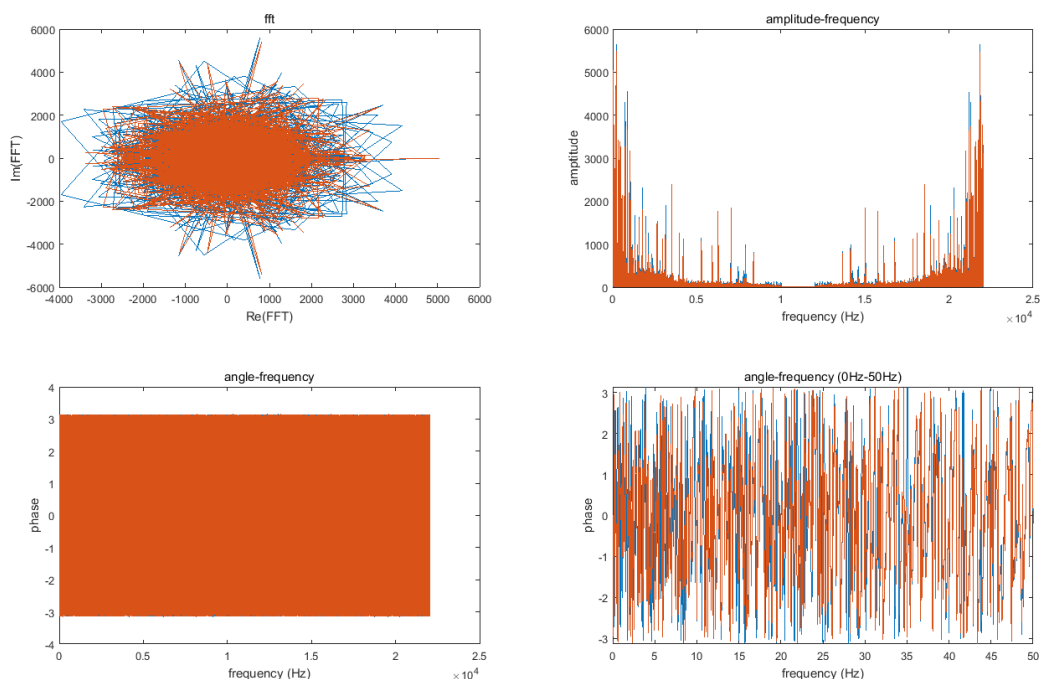 fft
6000
4000
2000
0
-2000
-4000
-6000
-4000 -3000 -2000 -1000 0 1000 2000 3000 4000 5000 6000
Re(FFT)
Im(FFT)
amplitude-frequency
6000
5000
4000
3000
2000
1000
0
0 0.5 1 1.5 2 2.5
frequency (Hz)
× 10^4
amplitude
angle-frequency
4
3
2
1
0
-1
-2
-3
-4
0 0.5 1 1.5 2 2.5
frequency (Hz)
× 10^4
phase
angle-frequency (0Hz-50Hz)
3
2
1
0
-1
-2
-3
0 5 10 15 20 25 30 35 40 45 50
frequency (Hz)
phase